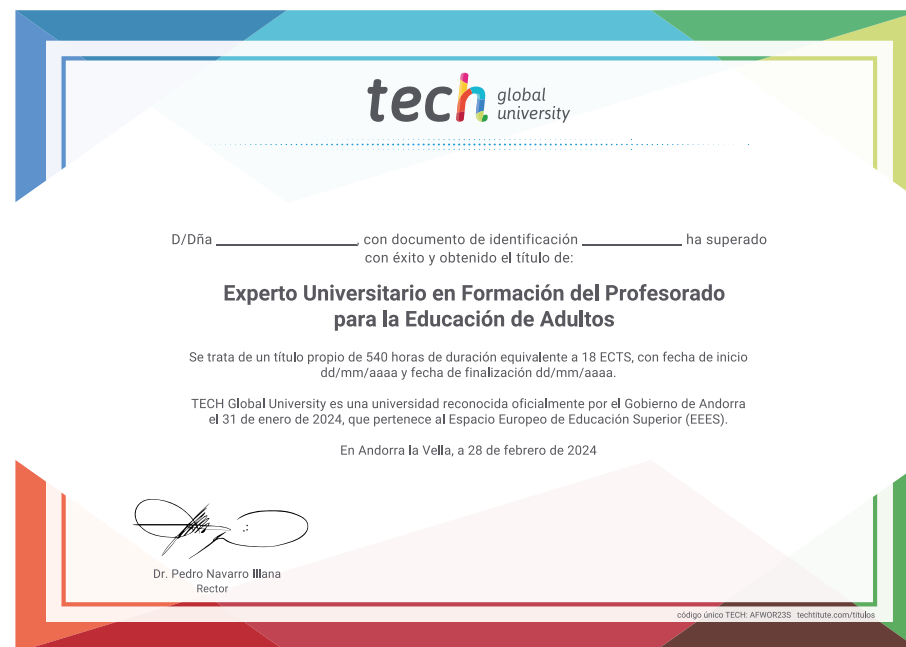 tech global university
D/Dña ____________________, con documento de identificación ______________ ha superado
con éxito y obtenido el título de:
Experto Universitario en Formación del Profesorado
para la Educación de Adultos
Se trata de un título propio de 540 horas de duración equivalente a 18 ECTS, con fecha de inicio
dd/mm/aaaa y fecha de finalización dd/mm/aaaa.
TECH Global University es una universidad reconocida oficialmente por el Gobierno de Andorra
el 31 de enero de 2024, que pertenece al Espacio Europeo de Educación Superior (EEES).
En Andorra la Vella, a 28 de febrero de 2024
Dr. Pedro Navarro Illana
Rector
código único TECH: AFWOR23S techtitute.com/titulos